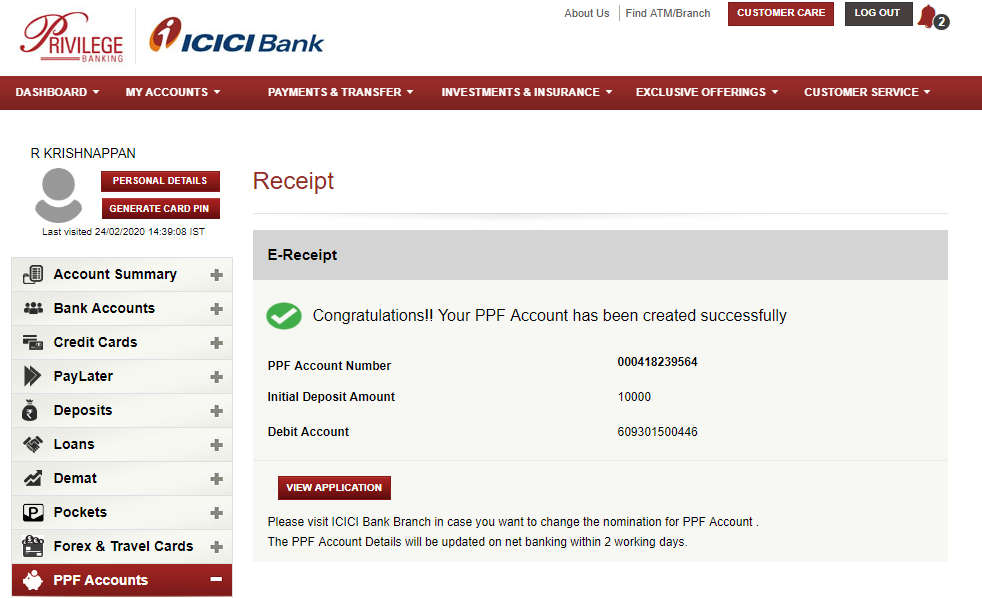 PRIVILEGE
BANKING
ICICI Bank
About Us
Find ATM/Branch
CUSTOMER CARE
LOG OUT
2
DASHBOARD
MY ACCOUNTS
PAYMENTS & TRANSFER
INVESTMENTS & INSURANCE
EXCLUSIVE OFFERINGS
CUSTOMER SERVICE
R KRISHNAPPAN
PERSONAL DETAILS
GENERATE CARD PIN
Last visited 24/02/2020 14:39:08 IST
Account Summary
Bank Accounts
Credit Cards
PayLater
Deposits
Loans
Demat
Pockets
Forex & Travel Cards
PPF Accounts
Receipt
E-Receipt
Congratulations!! Your PPF Account has been created successfully
PPF Account Number 000418239564
Initial Deposit Amount 10000
Debit Account 609301500446
VIEW APPLICATION
Please visit ICICI Bank Branch in case you want to change the nomination for PPF Account .
The PPF Account Details will be updated on net banking within 2 working days.